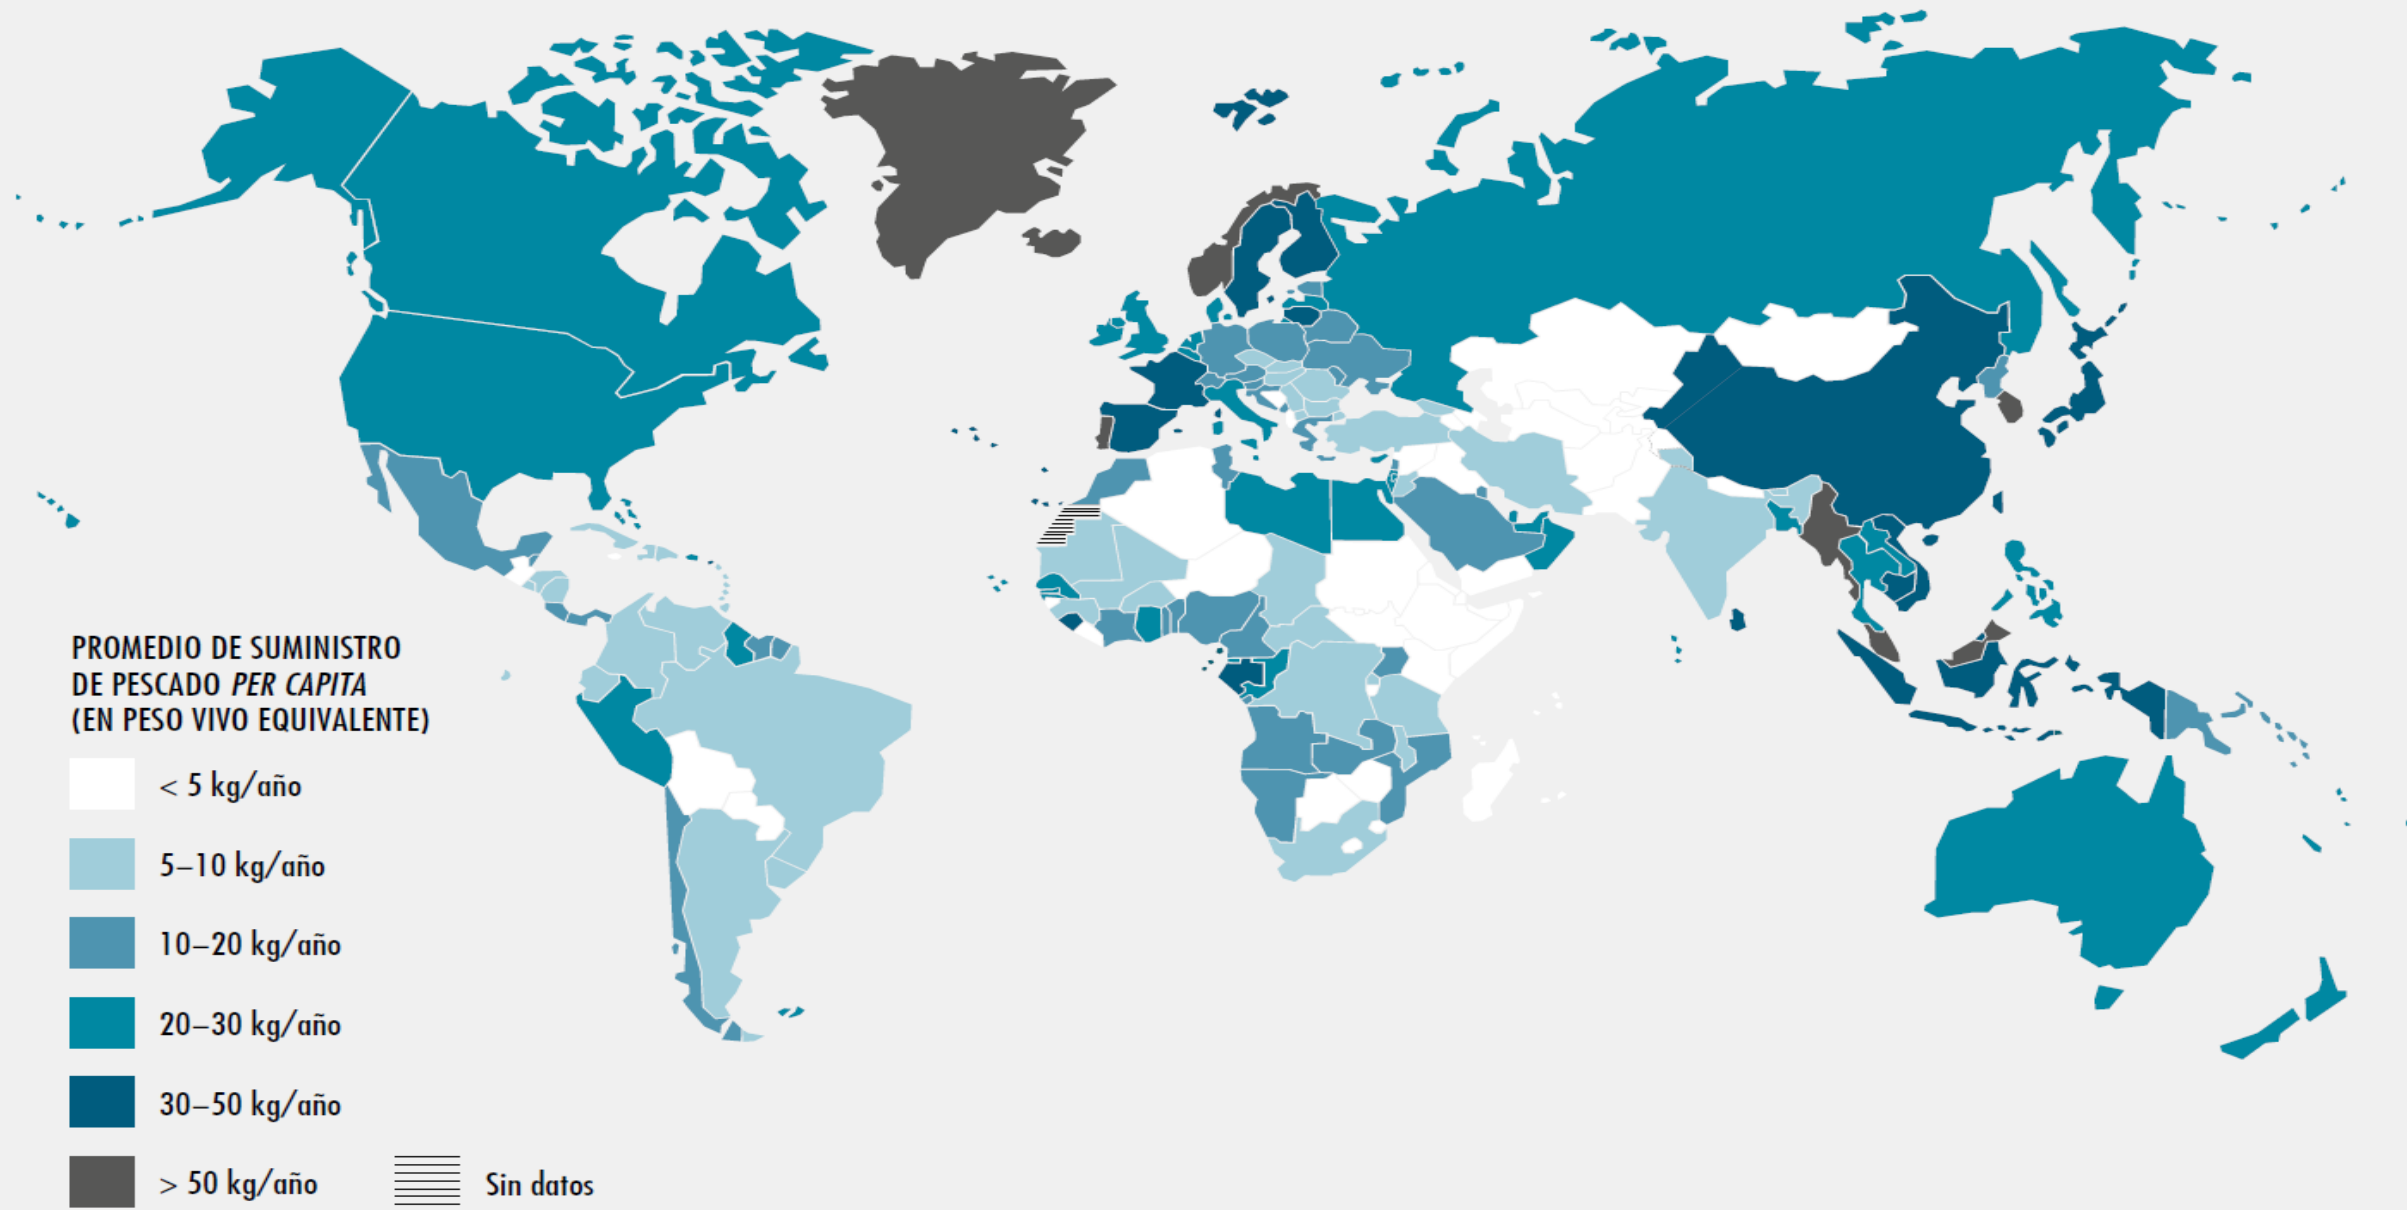 PROMEDIO DE SUMINISTRO
DE PESCADO PER CAPITA
(EN PESO VIVO EQUIVALENTE)
< 5 kg/año
5–10 kg/año
10–20 kg/año
20–30 kg/año
30–50 kg/año
> 50 kg/año
Sin datos